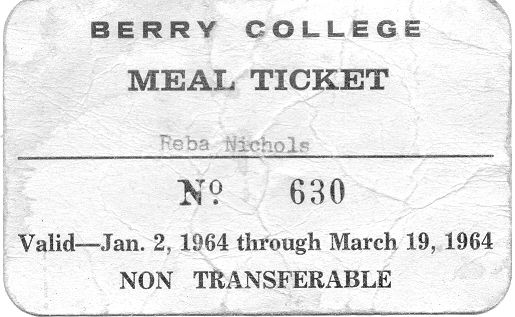 BERRY COLLEGE
MEAL TICKET
Reba Nichols
Nº 630
Valid—Jan. 2, 1964 through March 19, 1964
NON TRANSFERABLE